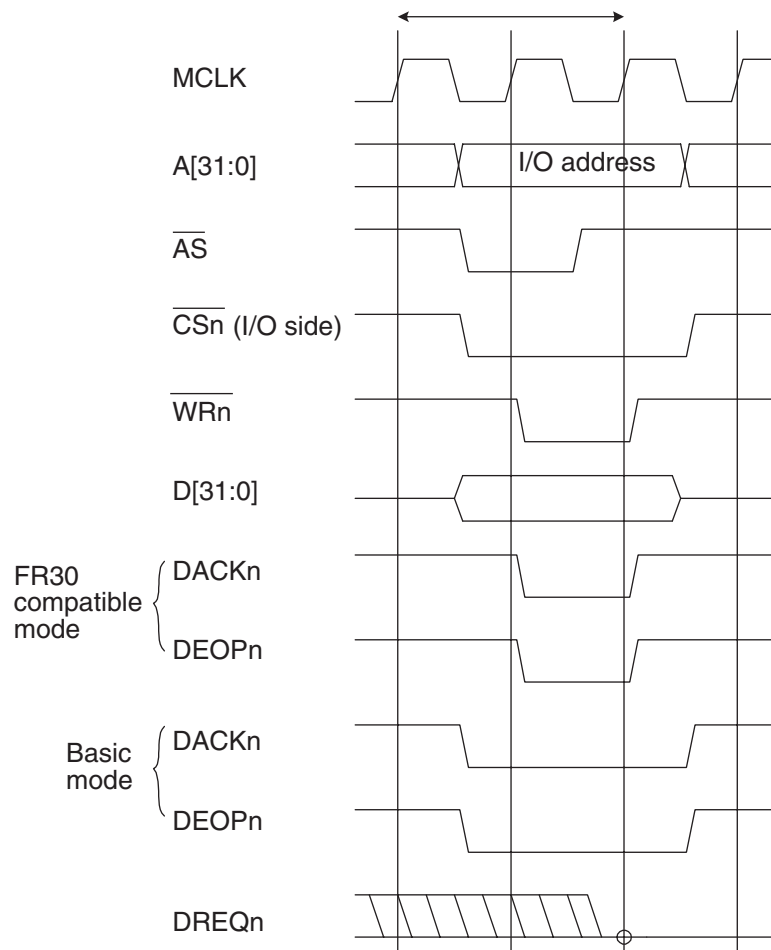 MCLK
A[31:0]
I/O address
AS
CSn (I/O side)
WRn
D[31:0]
FR30
compatible
mode
DACKn
DEOPn
Basic
mode
DACKn
DEOPn
DREQn